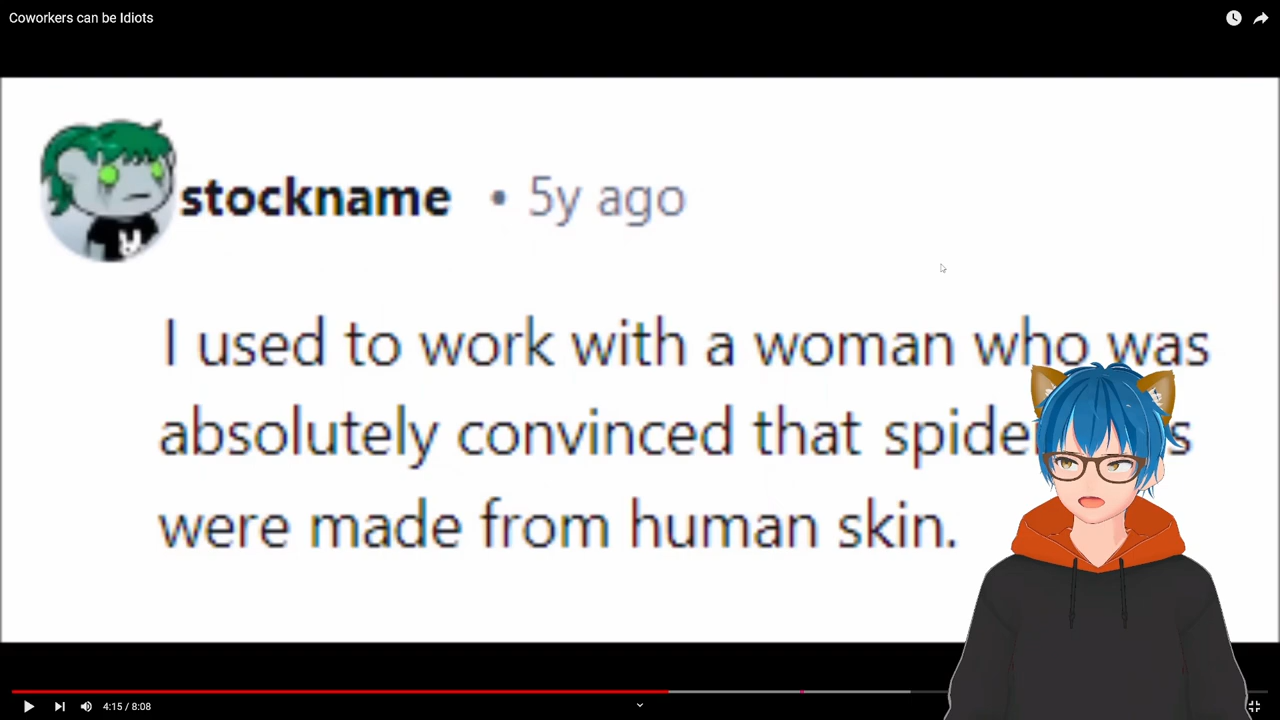 Coworkers can be Idiots
stockname • 5y ago
I used to work with a woman who was
absolutely convinced that
were made from human skin.
4:15 / 8:08